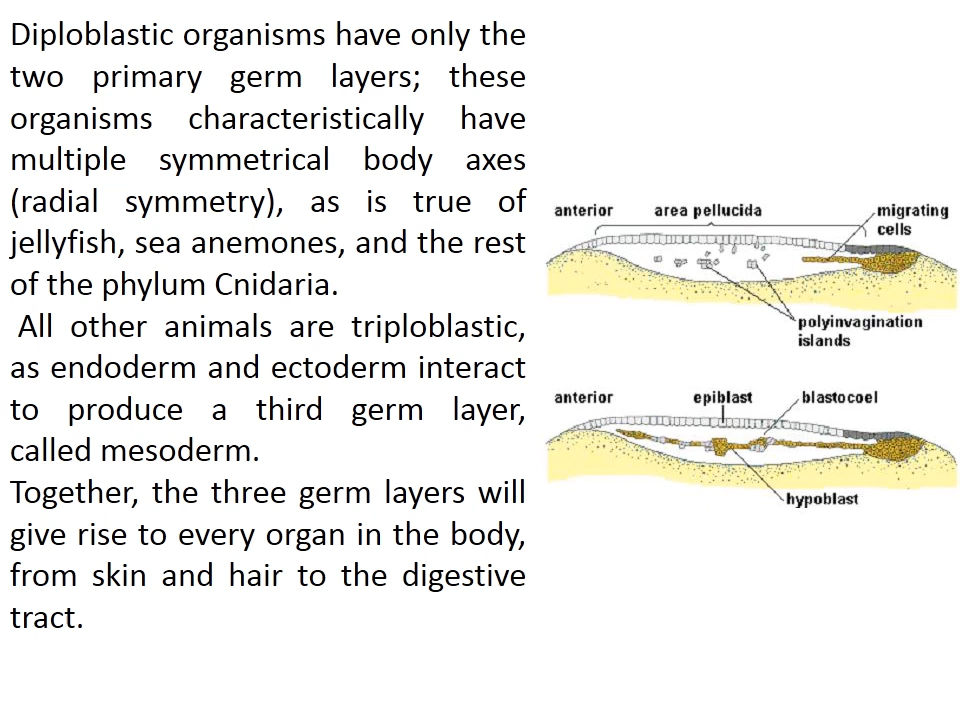 Diploblastic organisms have only the
two primary germ layers; these
organisms characteristically have
multiple symmetrical body axes
(radial symmetry), as is true of
jellyfish, sea anemones, and the rest
of the phylum Cnidaria.
All other animals are triploblastic,
as endoderm and ectoderm interact
to produce a third germ layer,
called mesoderm.
Together, the three germ layers will
give rise to every organ in the body,
from skin and hair to the digestive
tract.
anterior area pellucida migrating
cells
polyinvagination
islands
anterior epiblast blastocoel
hypoblast